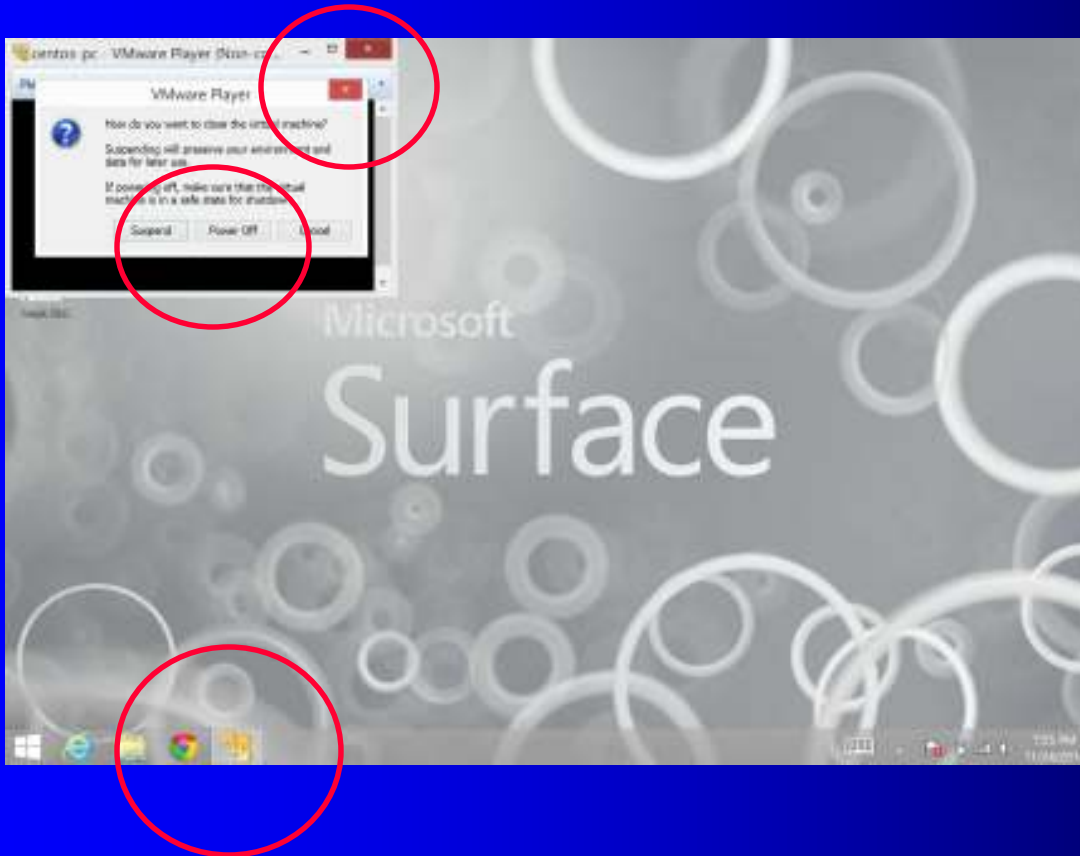 centos pc - VMware Player (Non-co
VMware Player
How do you want to close the virtual machine?
Suspending will preserve your environment and
data for later use.
If powering off, make sure that the virtual
machine is in a safe state for shutdown.
Suspend Power Off Cancel
Microsoft
Surface